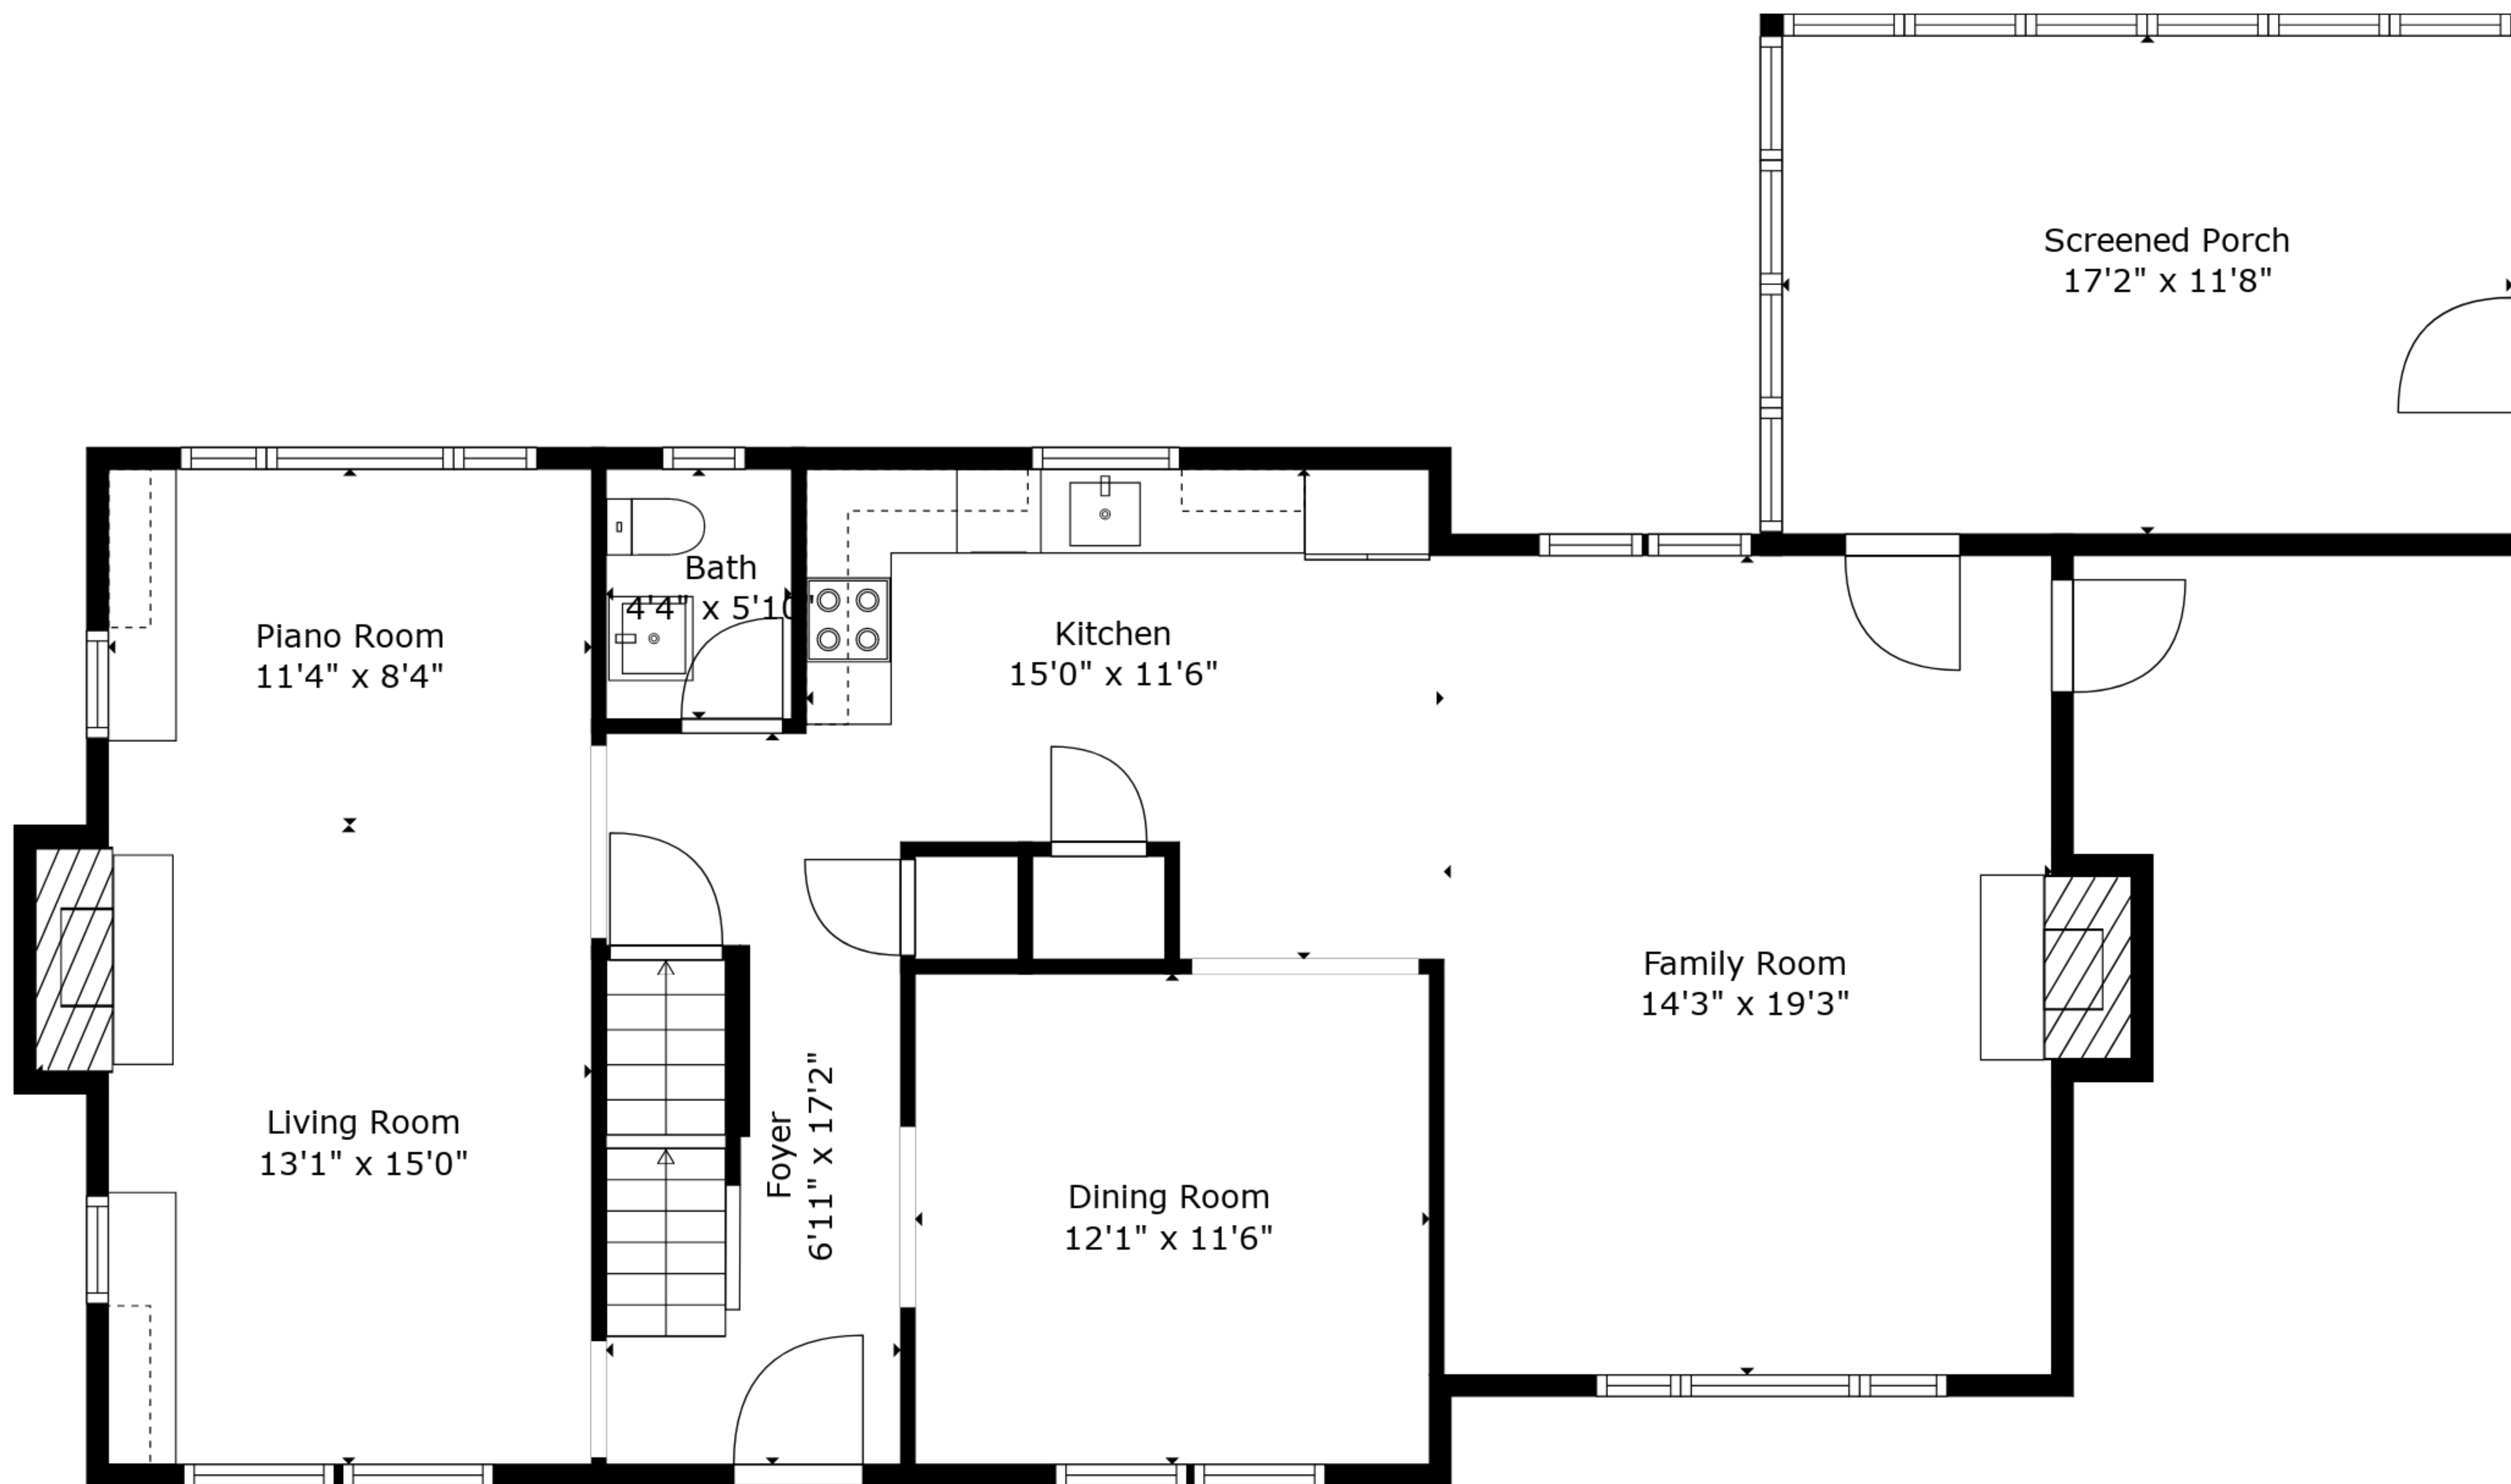 Screened Porch
17'2" x 11'8"
Bath
4'4" x 5'10"
Piano Room
11'4" x 8'4"
Kitchen
15'0" x 11'6"
Family Room
14'3" x 19'3"
Living Room
13'1" x 15'0"
Foyer
6'11" x 17'2"
Dining Room
12'1" x 11'6"